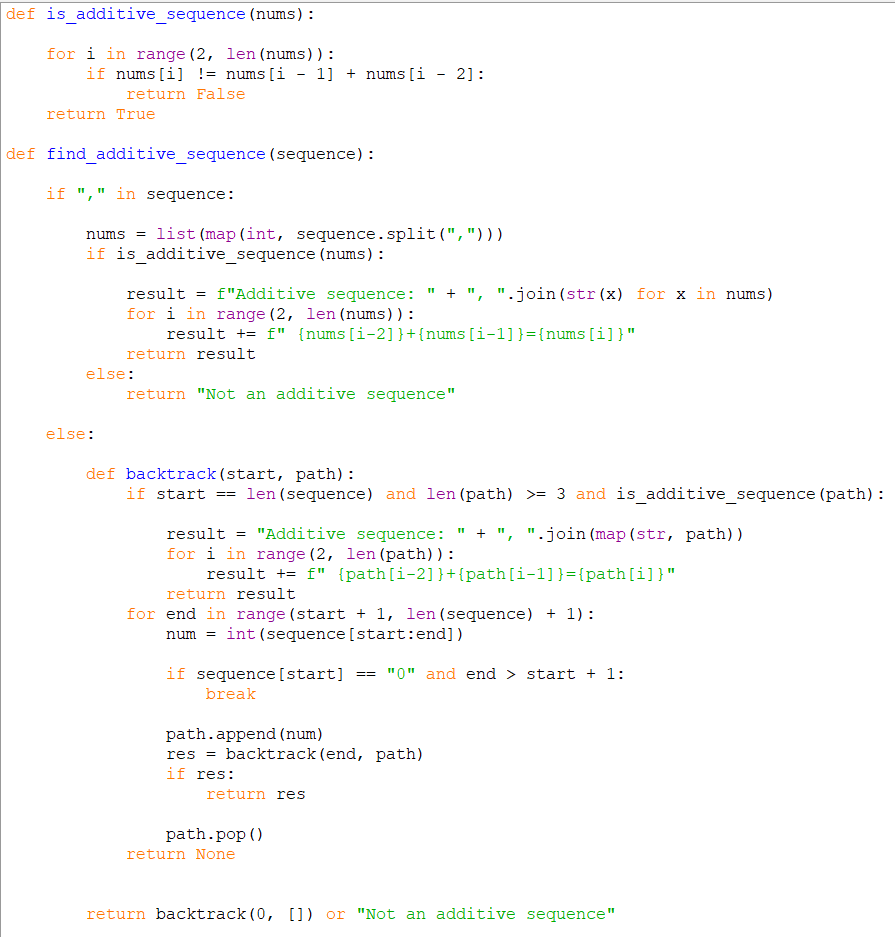 def is_additive_sequence(nums):
    for i in range(2, len(nums)):
        if nums[i] != nums[i - 1] + nums[i - 2]:
            return False
    return True
def find_additive_sequence(sequence):
    if "," in sequence:
        nums = list(map(int, sequence.split(",")))
        if is_additive_sequence(nums):
            result = f"Additive sequence: " + ", ".join(str(x) for x in nums)
            for i in range(2, len(nums)):
                result += f" {nums[i-2]}+{nums[i-1]}={nums[i]}"
            return result
        else:
            return "Not an additive sequence"
    else:
        def backtrack(start, path):
            if start == len(sequence) and len(path) >= 3 and is_additive_sequence(path):
                result = "Additive sequence: " + ", ".join(map(str, path))
                for i in range(2, len(path)):
                    result += f" {path[i-2]}+{path[i-1]}={path[i]}"
                return result
            for end in range(start + 1, len(sequence) + 1):
                num = int(sequence[start:end])
                if sequence[start] == "0" and end > start + 1:
                    break
                path.append(num)
                res = backtrack(end, path)
                if res:
                    return res
                path.pop()
            return None
        return backtrack(0, []) or "Not an additive sequence"